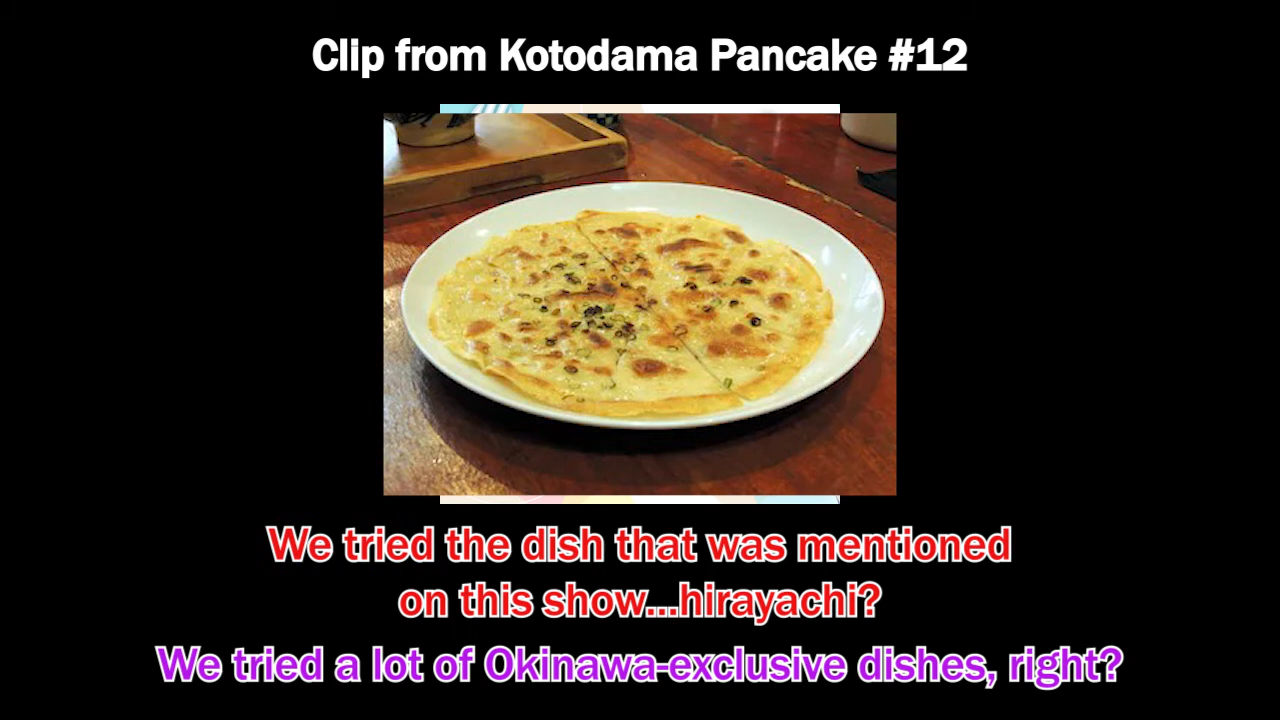 Clip from Kotodama Pancake #12
We tried the dish that was mentioned
on this show...hirayachi?
We tried a lot of Okinawa-exclusive dishes, right?